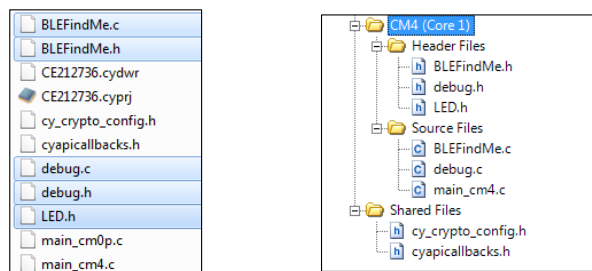 BLEFindMe.c
BLEFindMe.h
CE212736.cydwr
CE212736.cyprj
cy_crypto_config.h
cyapicallbacks.h
debug.c
debug.h
LED.h
main_cm0p.c
main_cm4.c
CM4 (Core 1)
Header Files
h BLEFindMe.h
h debug.h
h LED.h
Source Files
c BLEFindMe.c
c debug.c
c main_cm4.c
Shared Files
h cy_crypto_config.h
h cyapicallbacks.h